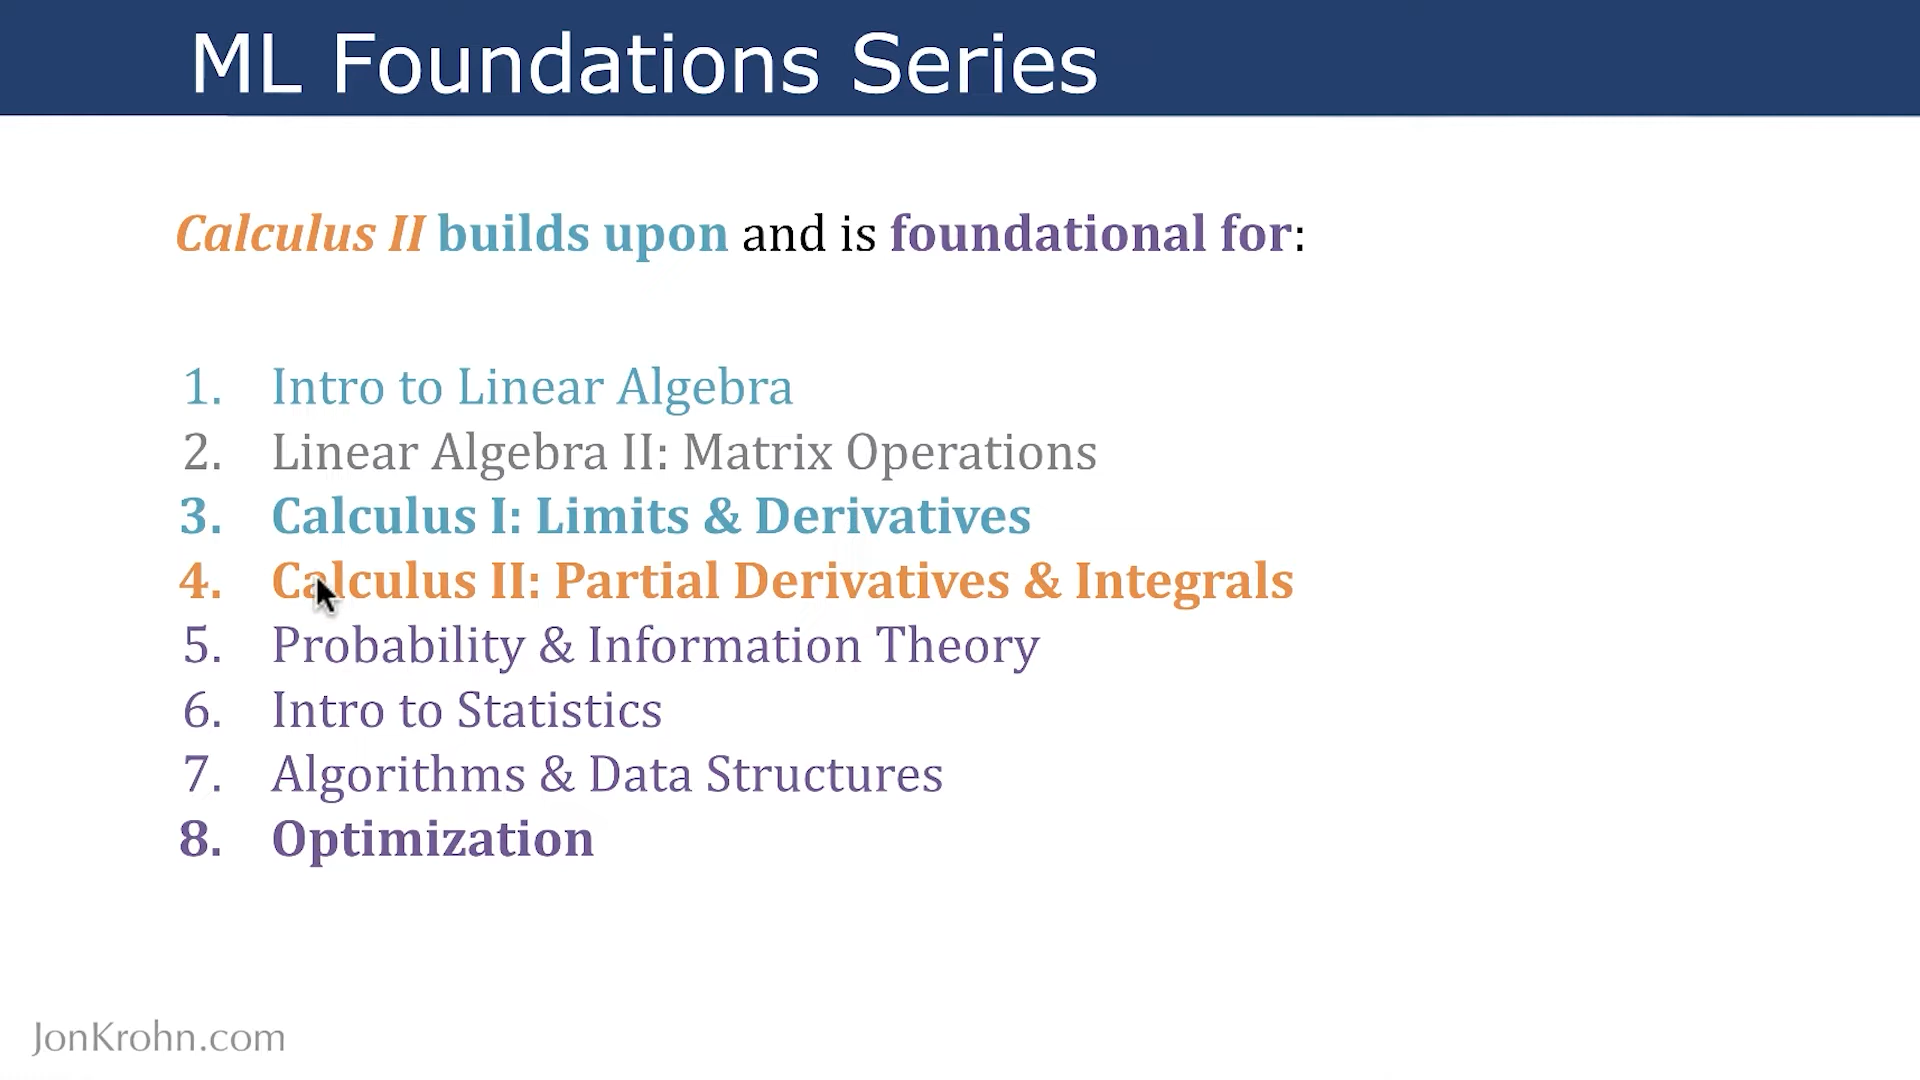 ML Foundations Series
Calculus II builds upon and is foundational for:
1. Intro to Linear Algebra
2. Linear Algebra II: Matrix Operations
3. Calculus I: Limits & Derivatives
4. Calculus II: Partial Derivatives & Integrals
5. Probability & Information Theory
6. Intro to Statistics
7. Algorithms & Data Structures
8. Optimization
JonKrohn.com